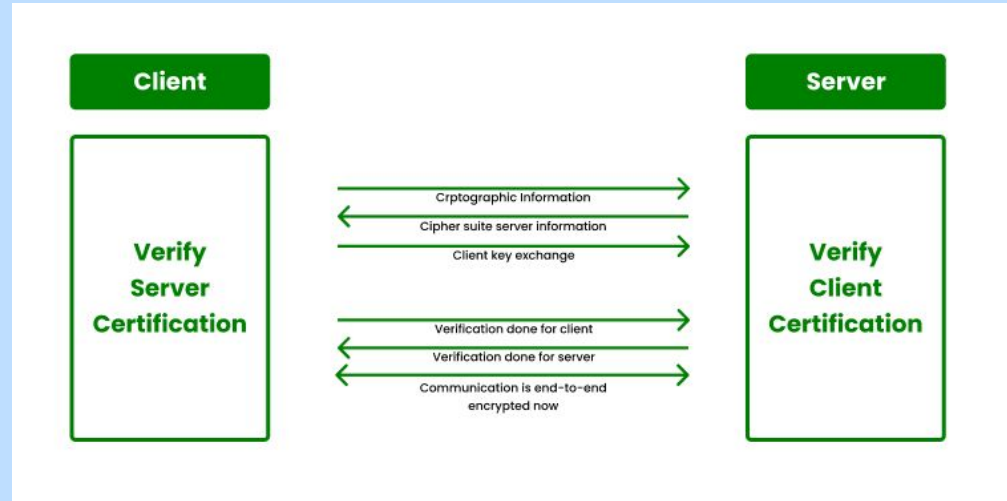 Client
Server
Verify
Server
Certification
Crptographic Information
Cipher suite server information
Client key exchange
Verification done for client
Verification done for server
Communication is end-to-end
encrypted now
Verify
Client
Certification